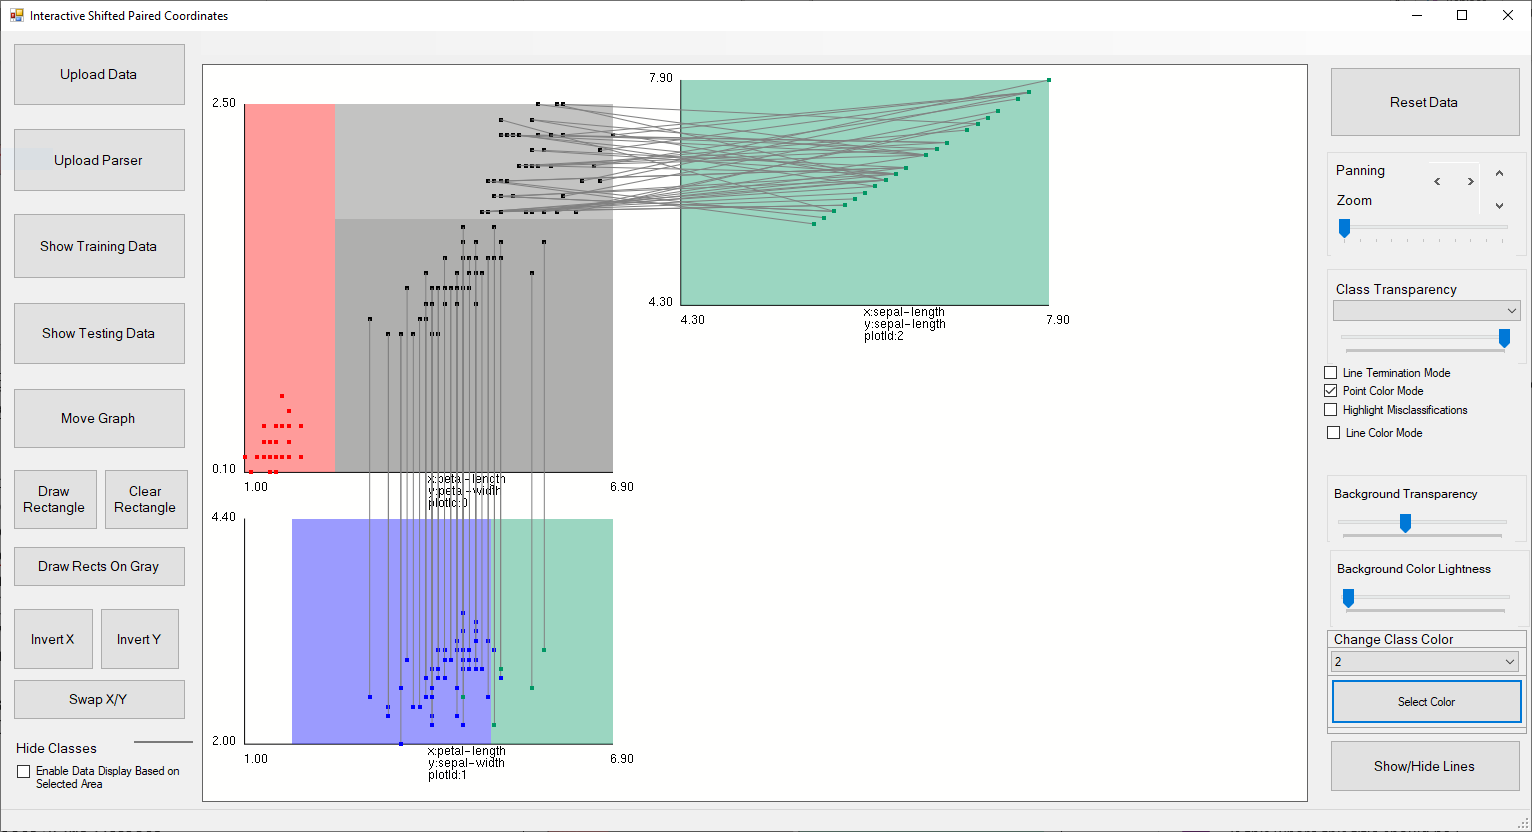 Interactive Shifted Paired Coordinates
Upload Data
Upload Parser
Show Training Data
Show Testing Data
Move Graph
Draw
Rectangle
Clear
Rectangle
Draw Rects On Gray
Invert X
Invert Y
Swap X/Y
Hide Classes
Enable Data Display Based on
Selected Area
2.50
0.10
1.00
6.90
x:petal-length
y:petal-width
plotId:0
4.40
2.00
1.00
6.90
x:petal-length
y:sepal-width
plotId:1
7.90
4.30
4.30
7.90
x:sepal-length
y:sepal-length
plotId:2
Reset Data
Panning
Zoom
Class Transparency
Line Termination Mode
Point Color Mode
Highlight Misclassifications
Line Color Mode
Background Transparency
Background Color Lightness
Change Class Color
2
Select Color
Show/Hide Lines